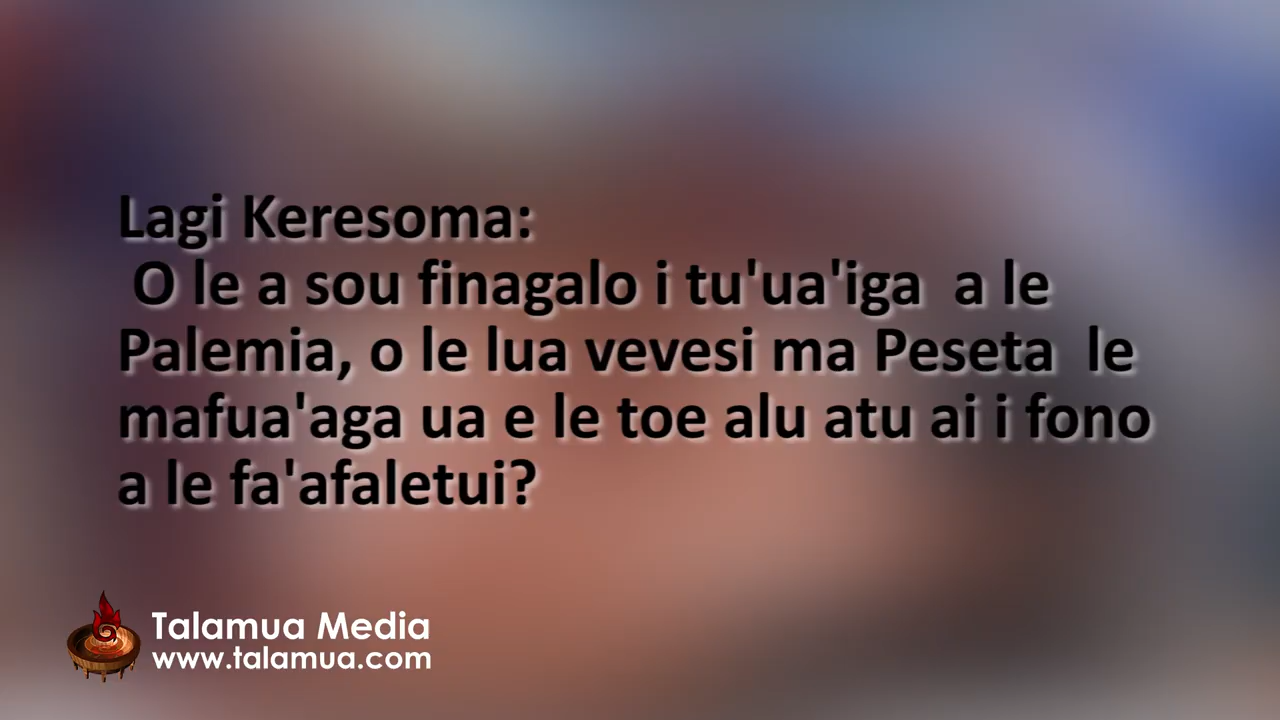 Lagi Keresoma:
O le a sou finagalo i tu'ua'iga a le
Palemia, o le lua vevesi ma Peseta le
mafua'aga ua e le toe alu atu ai i fono
a le fa'afaletui?
Talamua Media
www.talamua.com